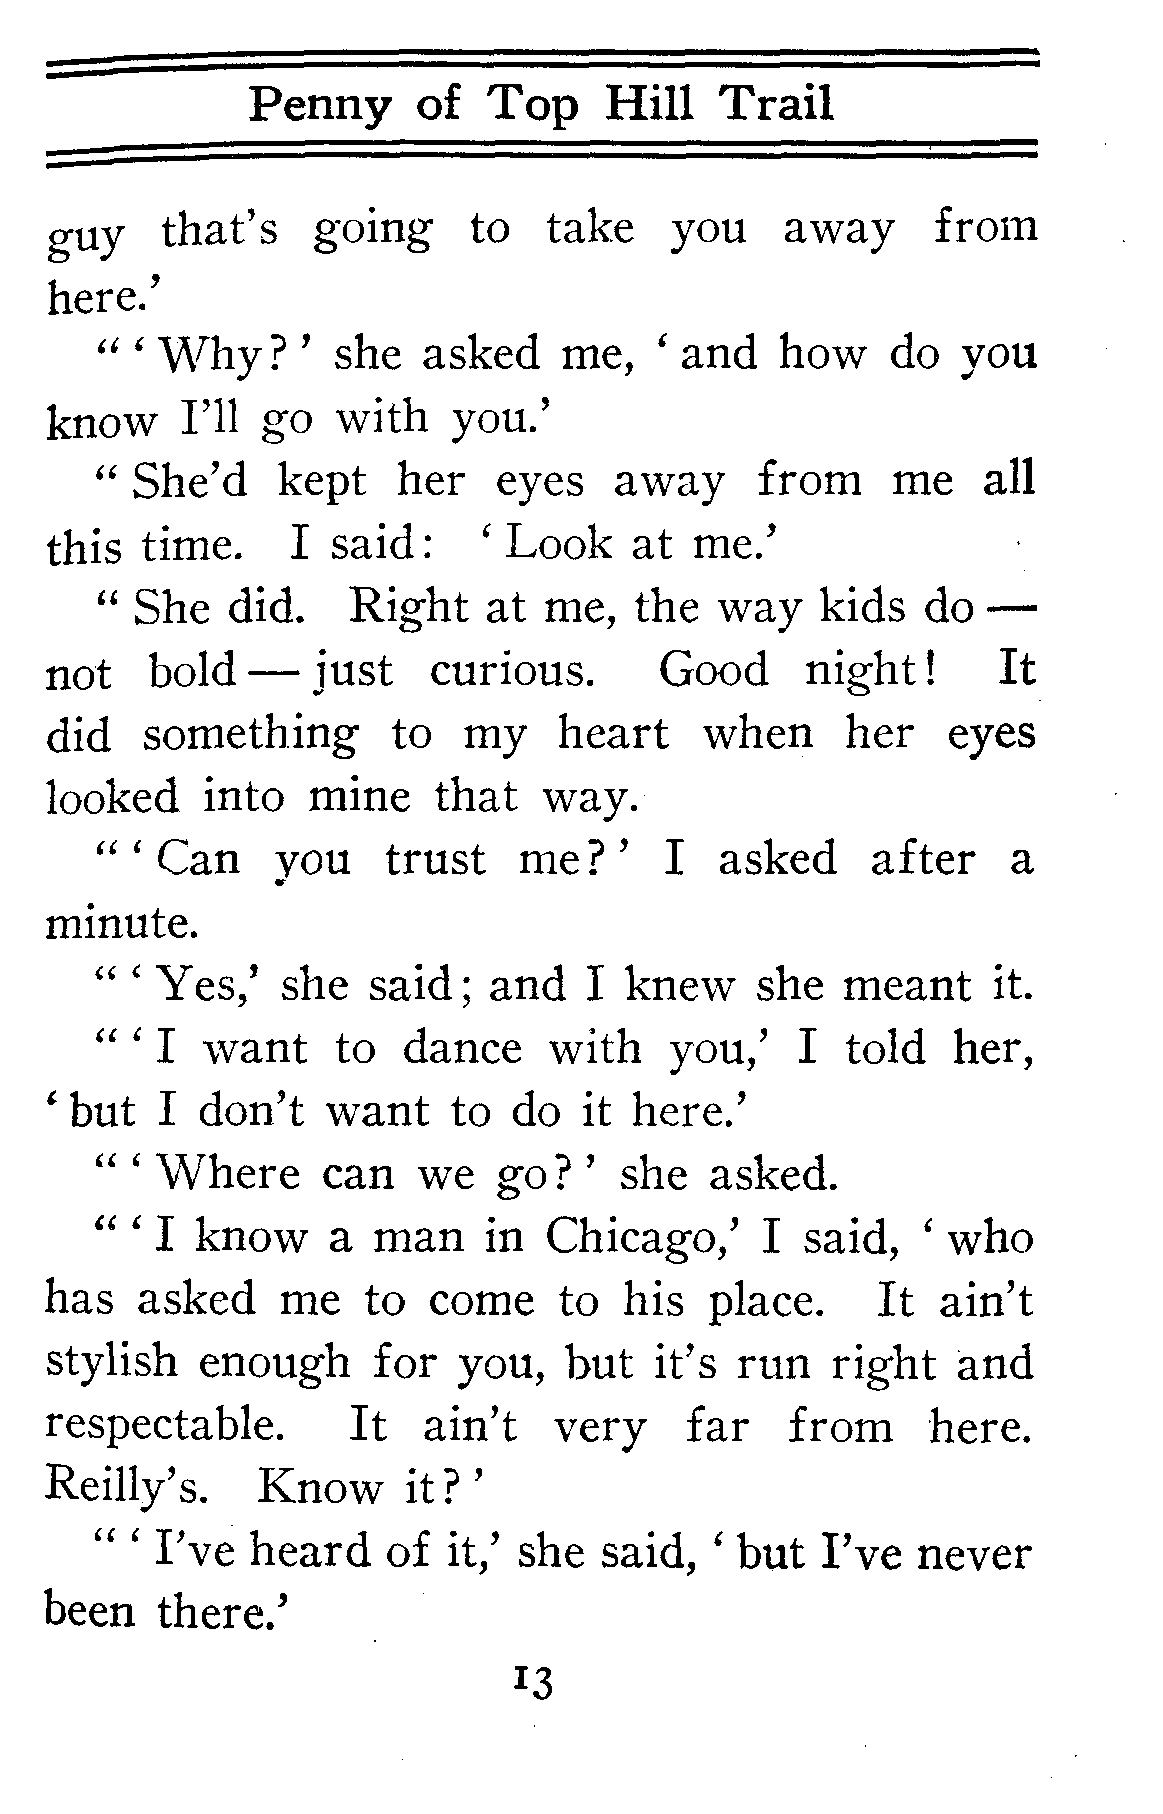 Penny of Top Hill Trail
guy that's going to take you away from
here.'
" ' Why? ' she asked me, ' and how do you
know I'll go with you.'
" She'd kept her eyes away from me all
this time. I said: ' Look at me.'
" She did. Right at me, the way kids do —
not bold — just curious. Good night! It
did something to my heart when her eyes
looked into mine that way.
" ' Can you trust me? ' I asked after a
minute.
" ' Yes,' she said; and I knew she meant it.
" ' I want to dance with you,' I told her,
' but I don't want to do it here.'
" ' Where can we go? ' she asked.
" ' I know a man in Chicago,' I said, ' who
has asked me to come to his place. It ain't
stylish enough for you, but it's run right and
respectable. It ain't very far from here.
Reilly's. Know it? '
" ' I've heard of it,' she said, ' but I've never
been there.'
13